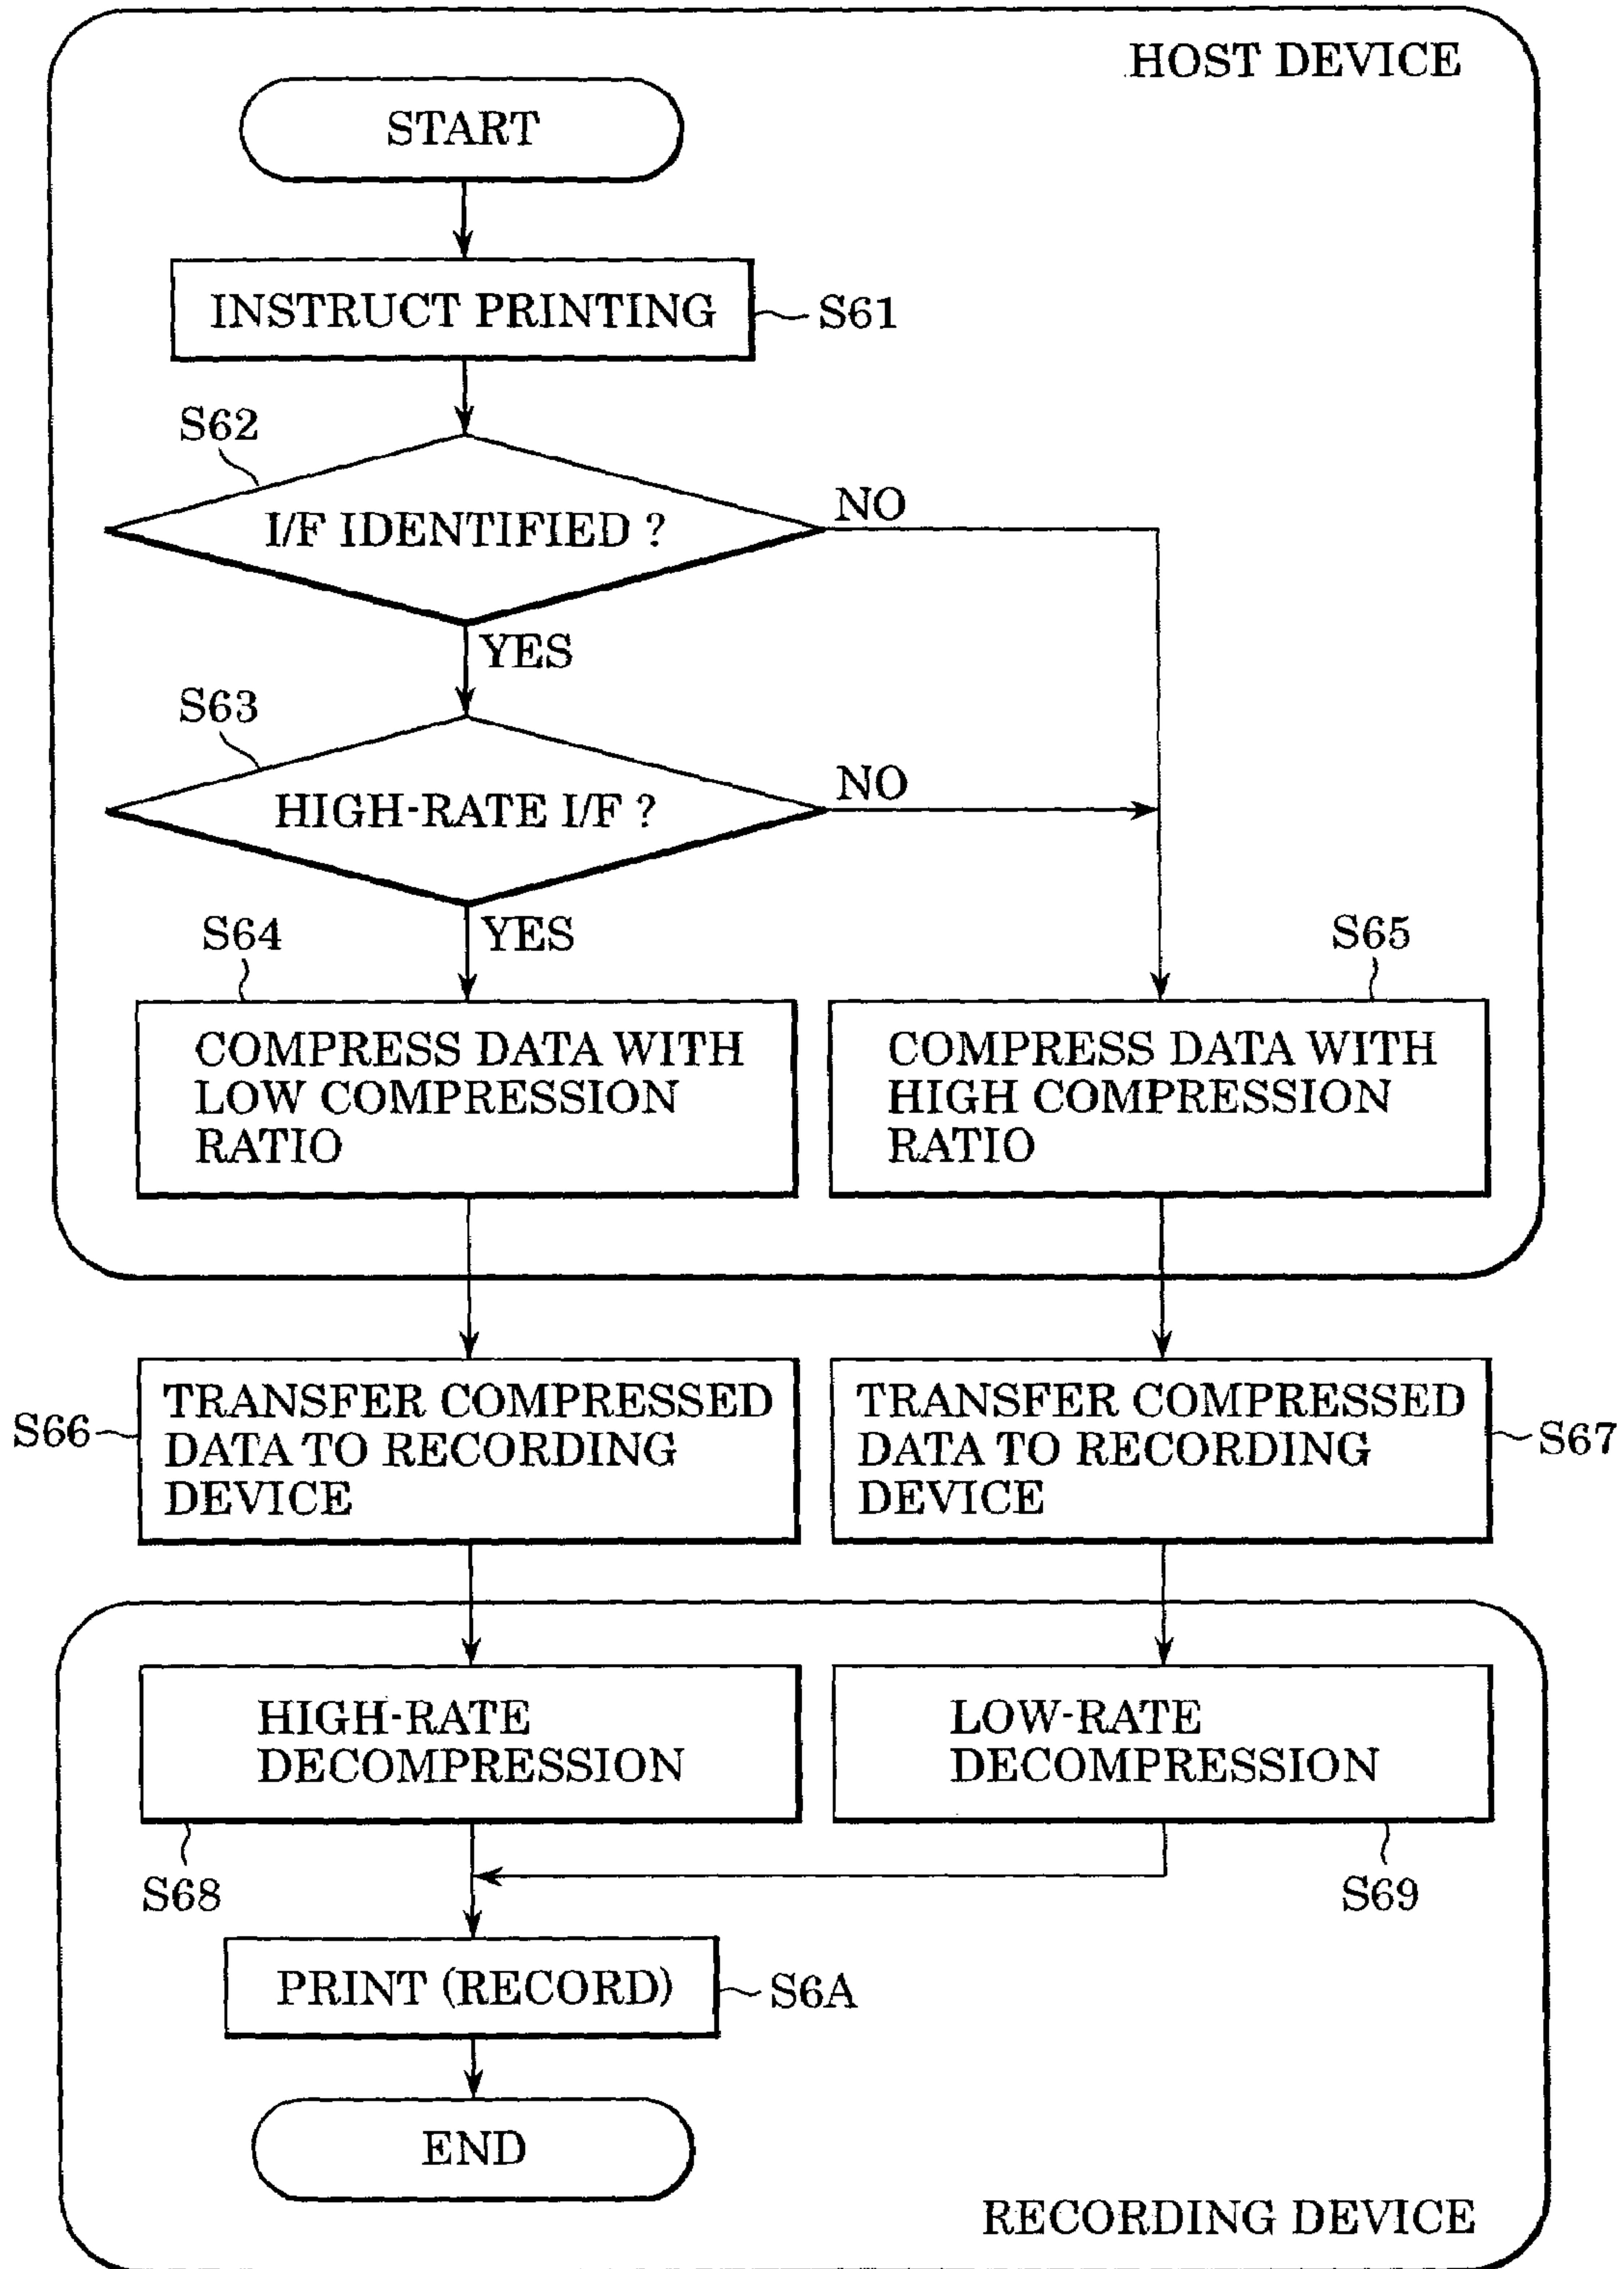 HOST DEVICE
START
INSTRUCT PRINTING
S61
S62
I/F IDENTIFIED ?
NO
YES
S63
HIGH-RATE I/F ?
NO
YES
S64
COMPRESS DATA WITH
LOW COMPRESSION
RATIO
S65
COMPRESS DATA WITH
HIGH COMPRESSION
RATIO
S66
TRANSFER COMPRESSED
DATA TO RECORDING
DEVICE
TRANSFER COMPRESSED
DATA TO RECORDING
DEVICE
S67
HIGH-RATE
DECOMPRESSION
S68
LOW-RATE
DECOMPRESSION
S69
PRINT (RECORD)
S6A
END
RECORDING DEVICE